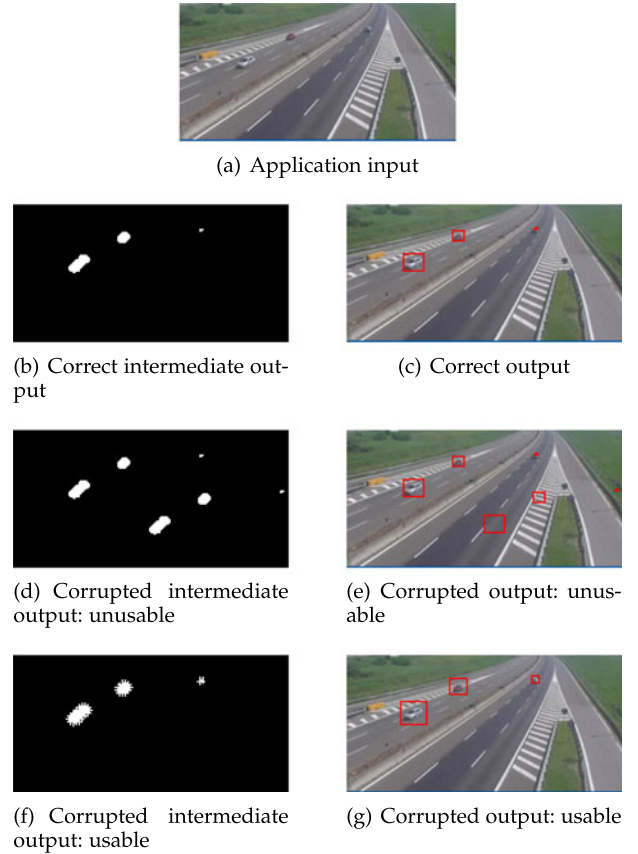 (a) Application input
(b) Correct intermediate out-
put
(c) Correct output
(d) Corrupted intermediate
output: unusable
(e) Corrupted output: unus-
able
(f) Corrupted intermediate
output: usable
(g) Corrupted output: usable